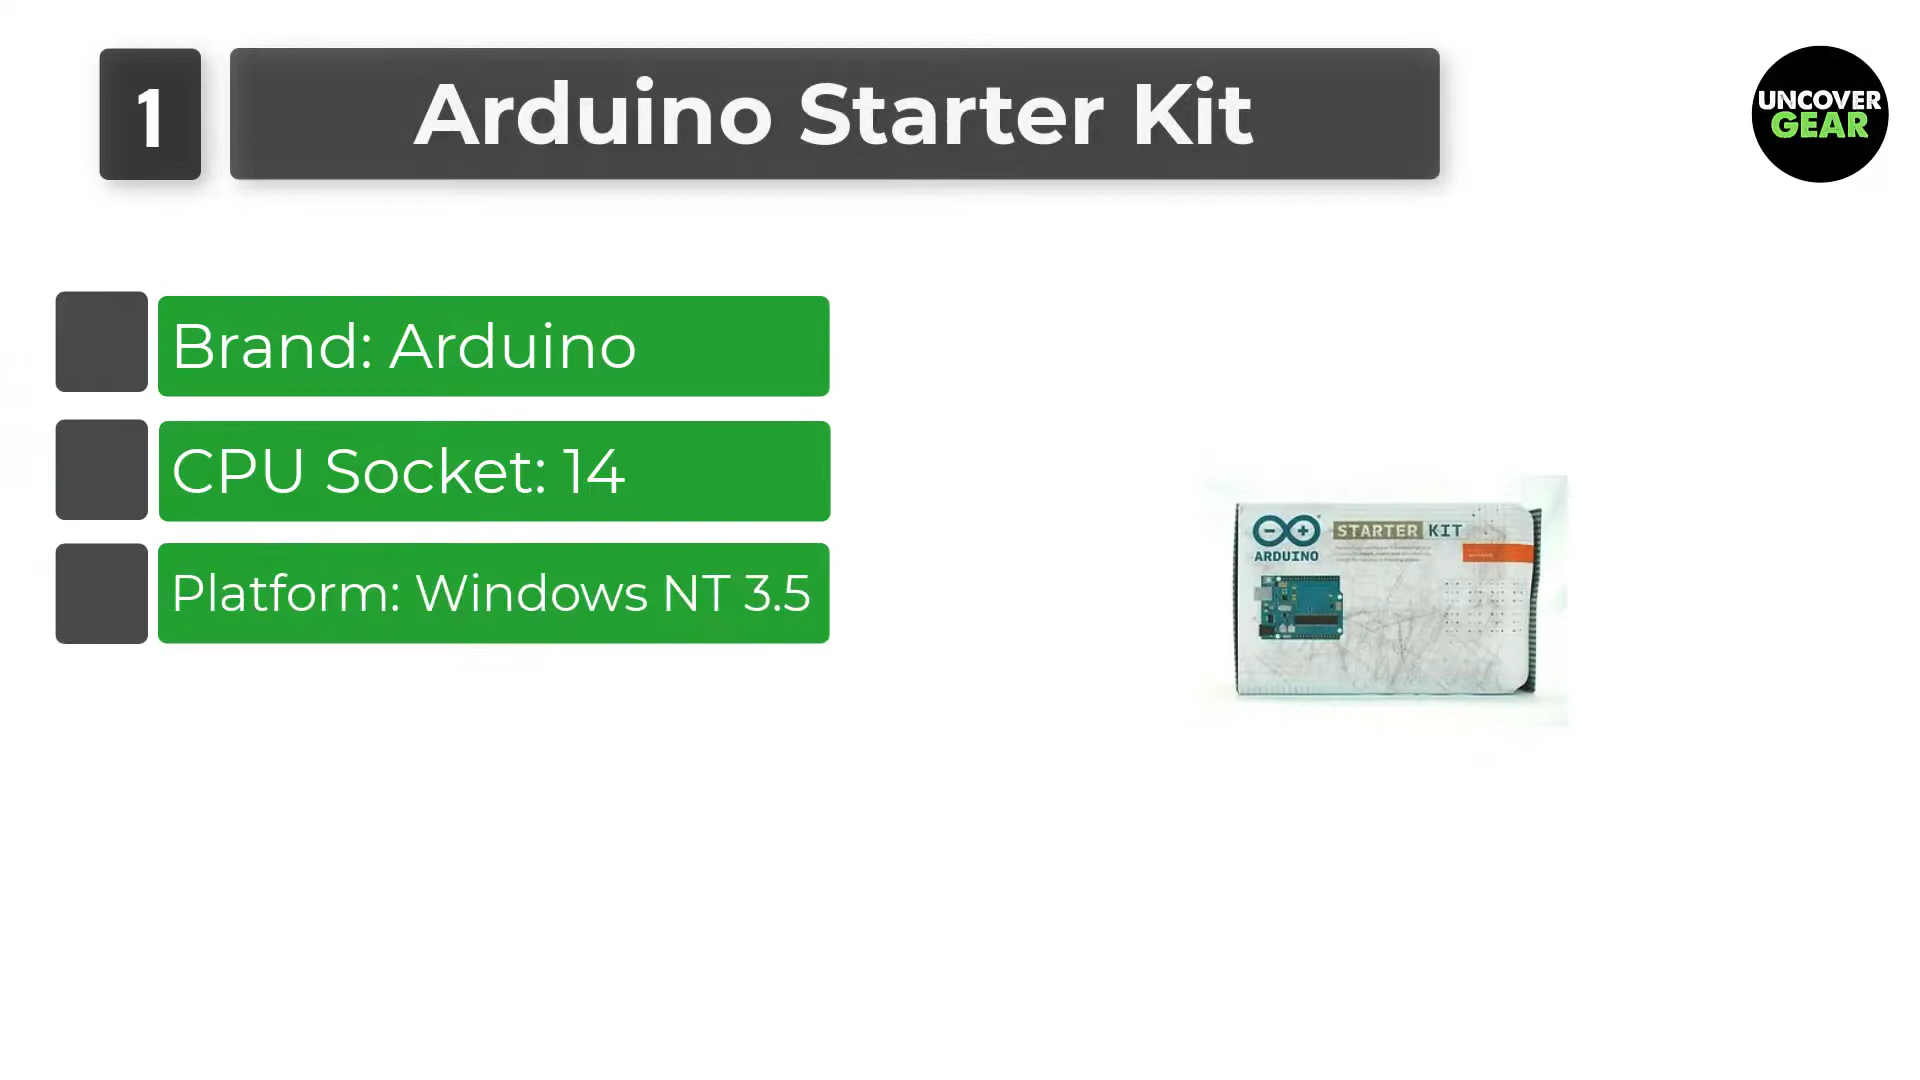 1
Arduino Starter Kit
UNCOVER
GEAR
Brand: Arduino
CPU Socket: 14
Platform: Windows NT 3.5
STARTER KIT
ARDUINO